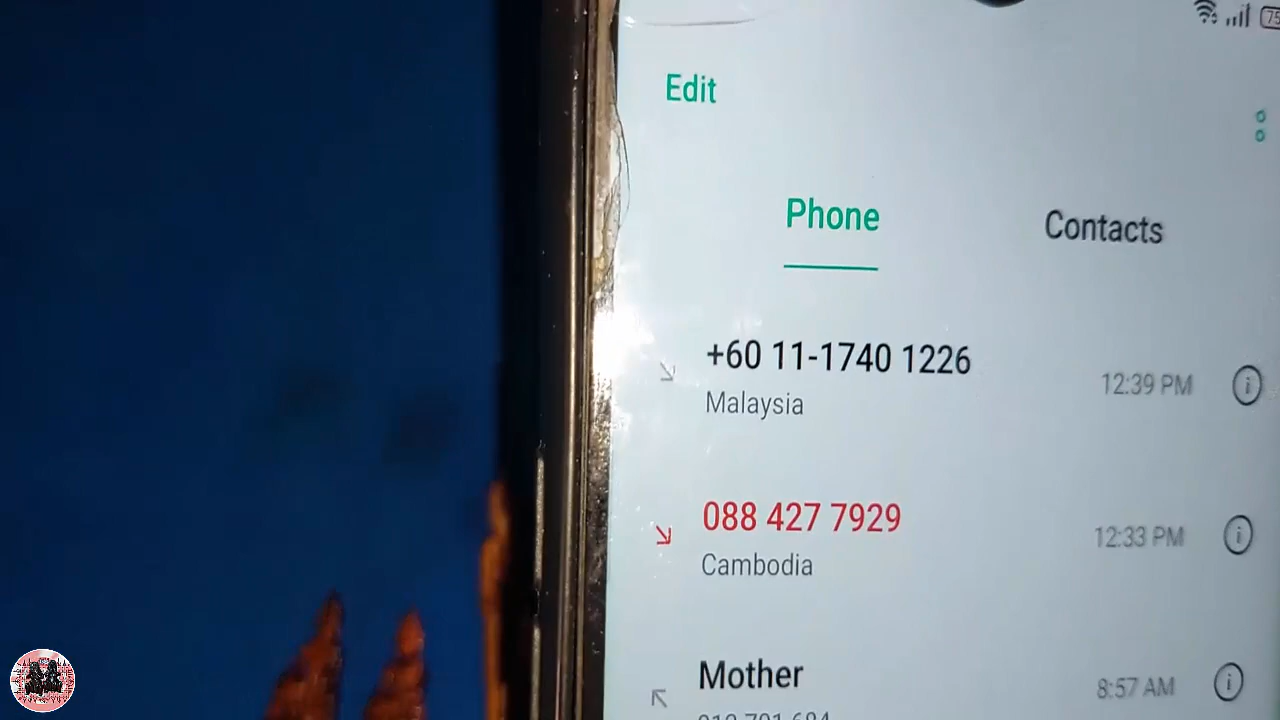 75
Edit
Phone
Contacts
+60 11-1740 1226
Malaysia
12:39 PM
088 427 7929
Cambodia
12:33 PM
Mother
8:57 AM